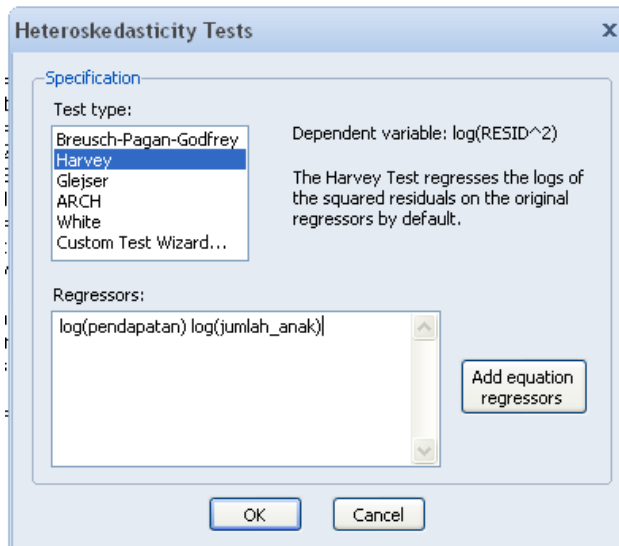 Heteroskedasticity Tests
x
Specification
Test type:
Breusch-Pagan-Godfrey
Harvey
Glejser
ARCH
White
Custom Test Wizard...
Dependent variable: log(RESID^2)
The Harvey Test regresses the logs of
the squared residuals on the original
regressors by default.
Regressors:
log(pendapatan) log(jumlah_anak)
Add equation
regressors
OK
Cancel